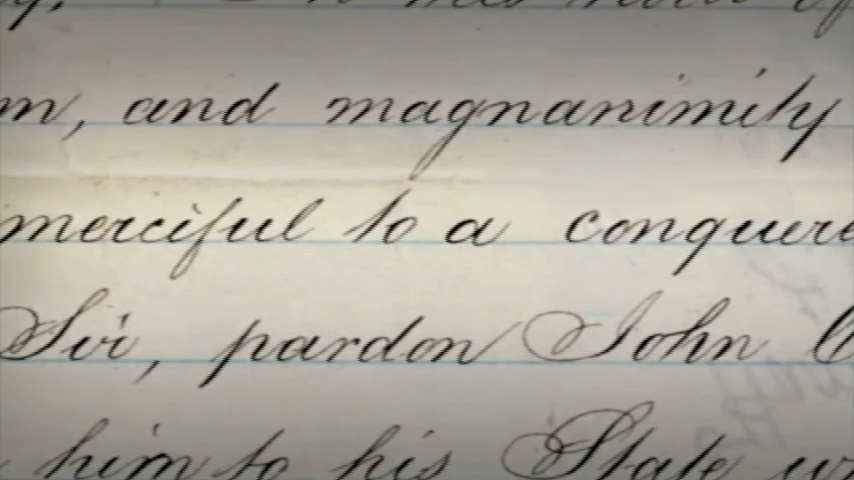 m, and magnanimity
merciful to a conquere
Sir, pardon John
him to his State